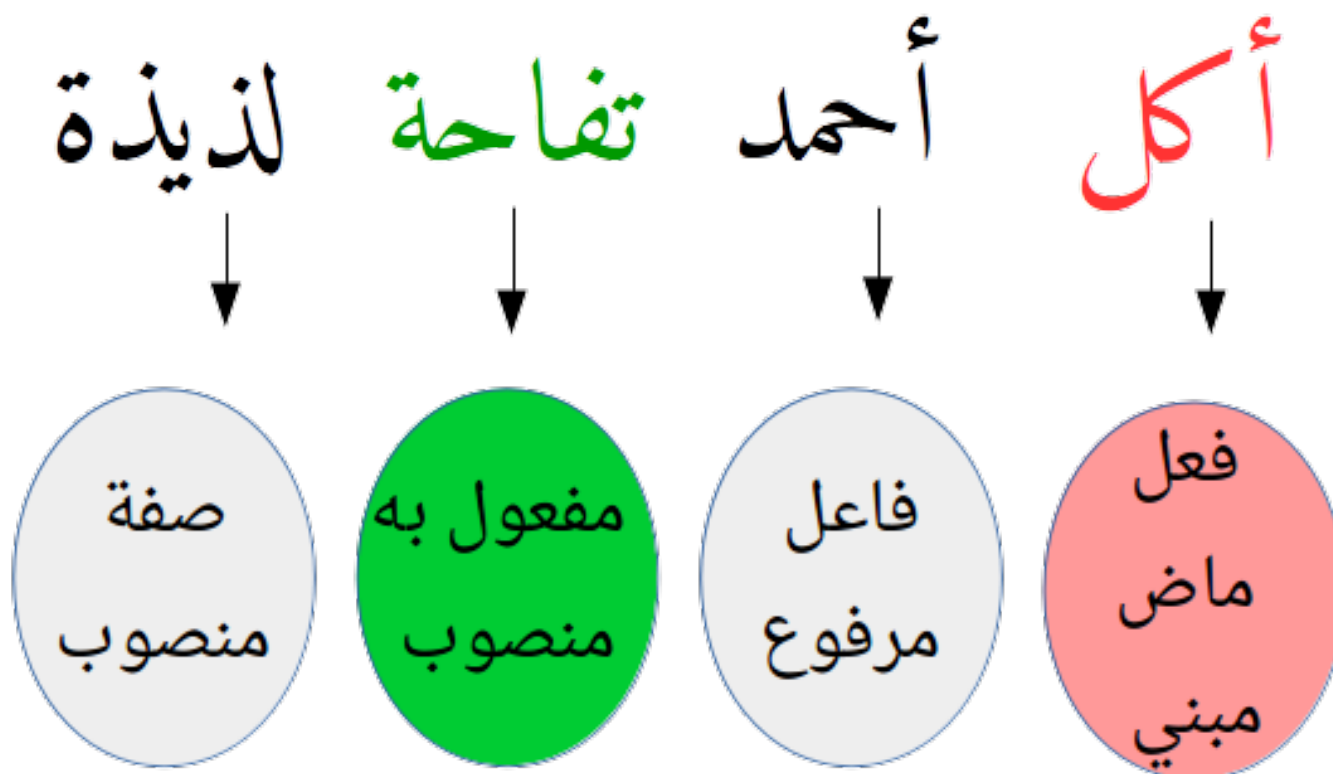 أكل أحمد تفاحة لذيذة
فعل
ماض
مبني
فاعل
مرفوع
مفعول به
منصوب
صفة
منصوب